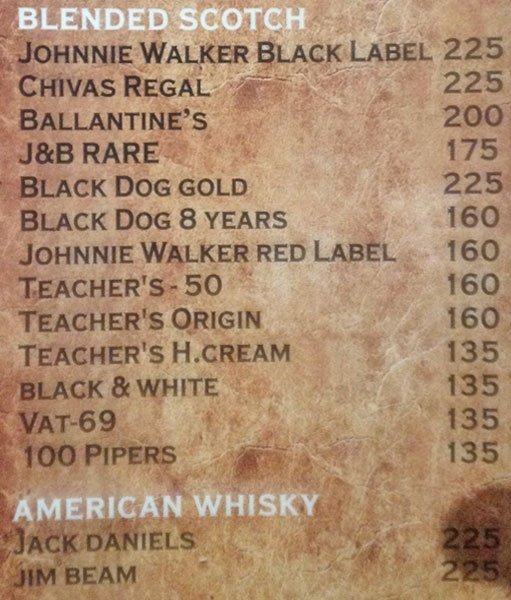 BLENDED SCOTCH
JOHNNIE WALKER BLACK LABEL 225
CHIVAS REGAL 225
BALLANTINE'S 200
J&B RARE 175
BLACK DOG GOLD 225
BLACK DOG 8 YEARS 160
JOHNNIE WALKER RED LABEL 160
TEACHER'S - 50 160
TEACHER'S ORIGIN 160
TEACHER'S H.CREAM 135
BLACK & WHITE 135
VAT-69 135
100 PIPERS 135
AMERICAN WHISKY
JACK DANIELS 225
JIM BEAM 225